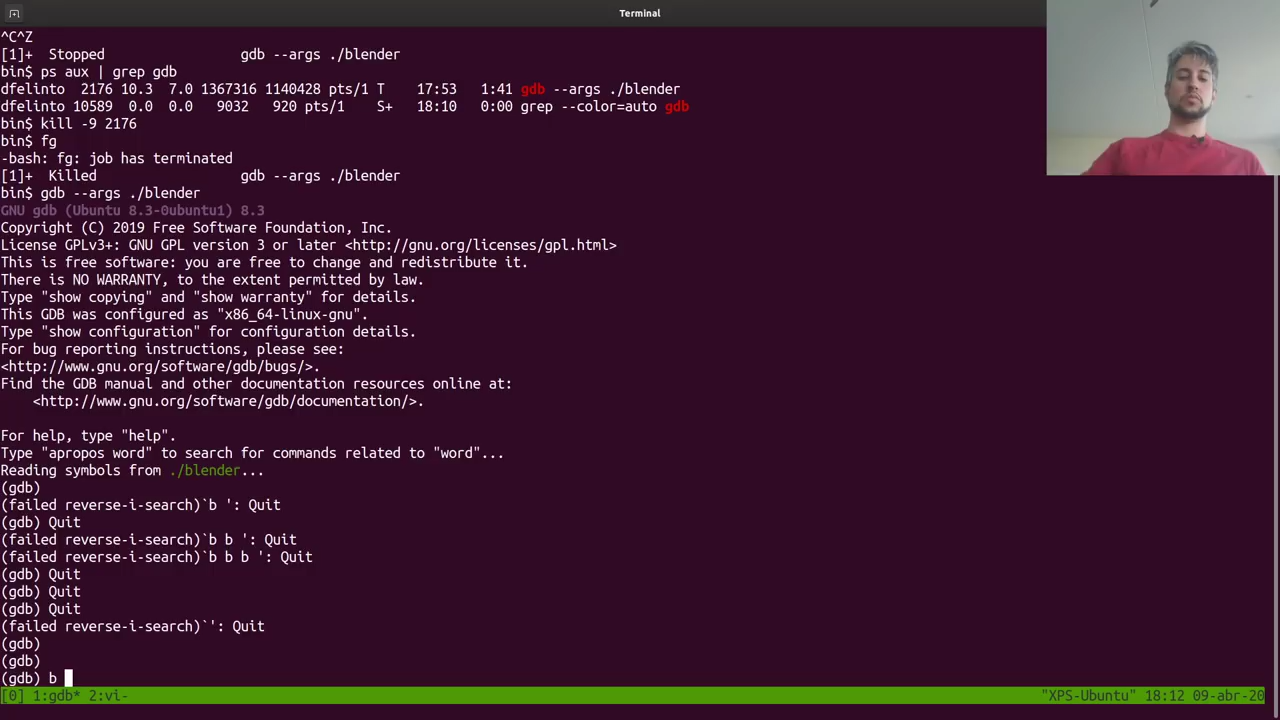 Terminal
^C^Z
[1]+  Stopped                 gdb --args ./blender
bin$ ps aux | grep gdb
dfelinto  2176 10.3  7.0 1367316 1140428 pts/1 T    17:53   1:41 gdb --args ./blender
dfelinto 10589  0.0  0.0   9032   920 pts/1    S+   18:10   0:00 grep --color=auto gdb
bin$ kill -9 2176
bin$ fg
-bash: fg: job has terminated
[1]+  Killed                  gdb --args ./blender
bin$ gdb --args ./blender
GNU gdb (Ubuntu 8.3-0ubuntu1) 8.3
Copyright (C) 2019 Free Software Foundation, Inc.
License GPLv3+: GNU GPL version 3 or later <http://gnu.org/licenses/gpl.html>
This is free software: you are free to change and redistribute it.
There is NO WARRANTY, to the extent permitted by law.
Type "show copying" and "show warranty" for details.
This GDB was configured as "x86_64-linux-gnu".
Type "show configuration" for configuration details.
For bug reporting instructions, please see:
<http://www.gnu.org/software/gdb/bugs/>.
Find the GDB manual and other documentation resources online at:
    <http://www.gnu.org/software/gdb/documentation/>.
For help, type "help".
Type "apropos word" to search for commands related to "word"...
Reading symbols from ./blender...
(gdb)
(failed reverse-i-search)`b ': Quit
(gdb) Quit
(failed reverse-i-search)`b b ': Quit
(failed reverse-i-search)`b b b ': Quit
(gdb) Quit
(gdb) Quit
(gdb) Quit
(failed reverse-i-search)`': Quit
(gdb)
(gdb)
(gdb) b
[0] 1:gdb* 2:vi- "XPS-Ubuntu" 18:12 09-abr-20